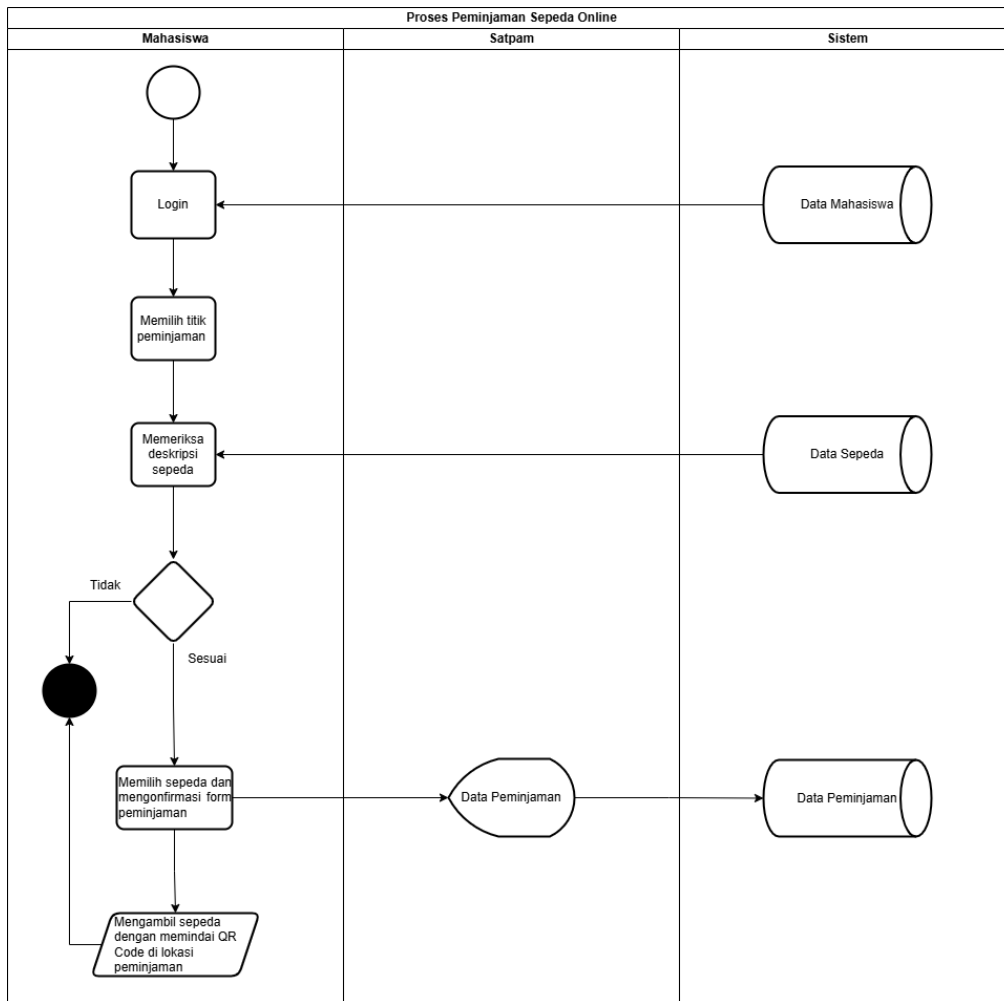 Proses Peminjaman Sepeda Online
Mahasiswa
Satpam
Sistem
Login
Data Mahasiswa
Memilih titik
peminjaman
Memeriksa
deskripsi
sepeda
Data Sepeda
Tidak
Sesuai
Memilih sepeda dan
mengonfirmasi form
peminjaman
Data Peminjaman
Data Peminjaman
Mengambil sepeda
dengan memindai QR
Code di lokasi
peminjaman